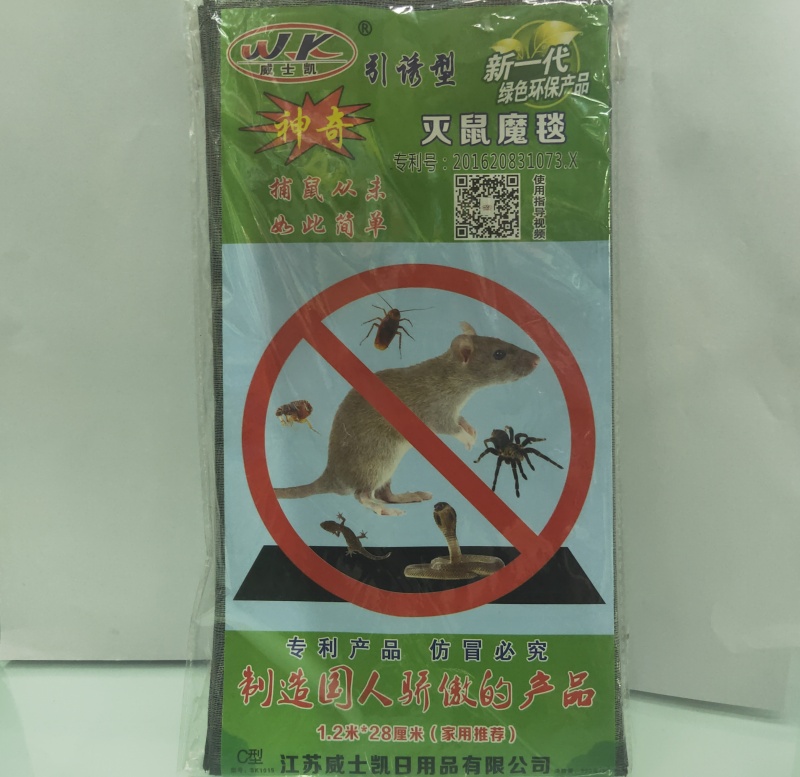 W.K ®
威士凯
引诱型
新一代
绿色环保产品
神奇
灭鼠魔毯
专利号：201620831073.X
捕鼠从未
如此简单
使用指导视频
专利产品 仿冒必究
制造国人骄傲的产品
1.2米*28厘米（家用推荐）
C型
江苏威士凯日用品有限公司